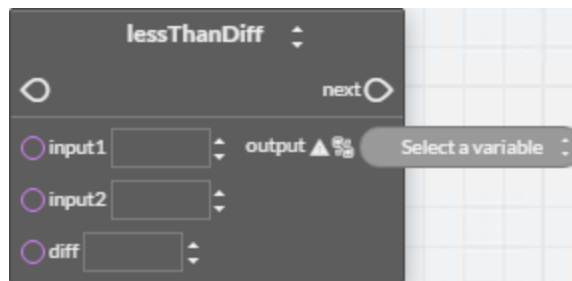 lessThanDiff
next
input1 output Select a variable
input2
diff